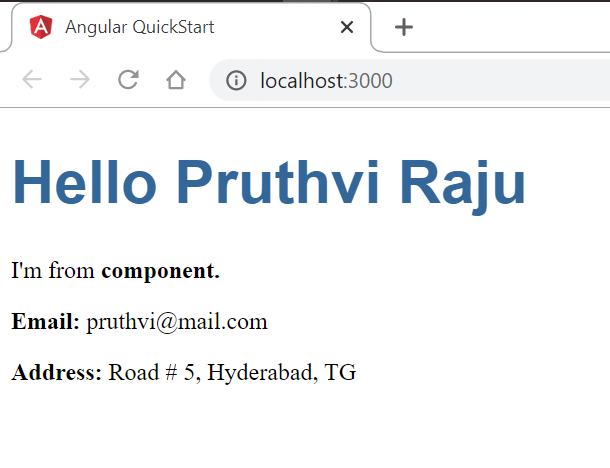 Angular QuickStart
localhost:3000
Hello Pruthvi Raju
I'm from component.
Email: pruthvi@mail.com
Address: Road # 5, Hyderabad, TG